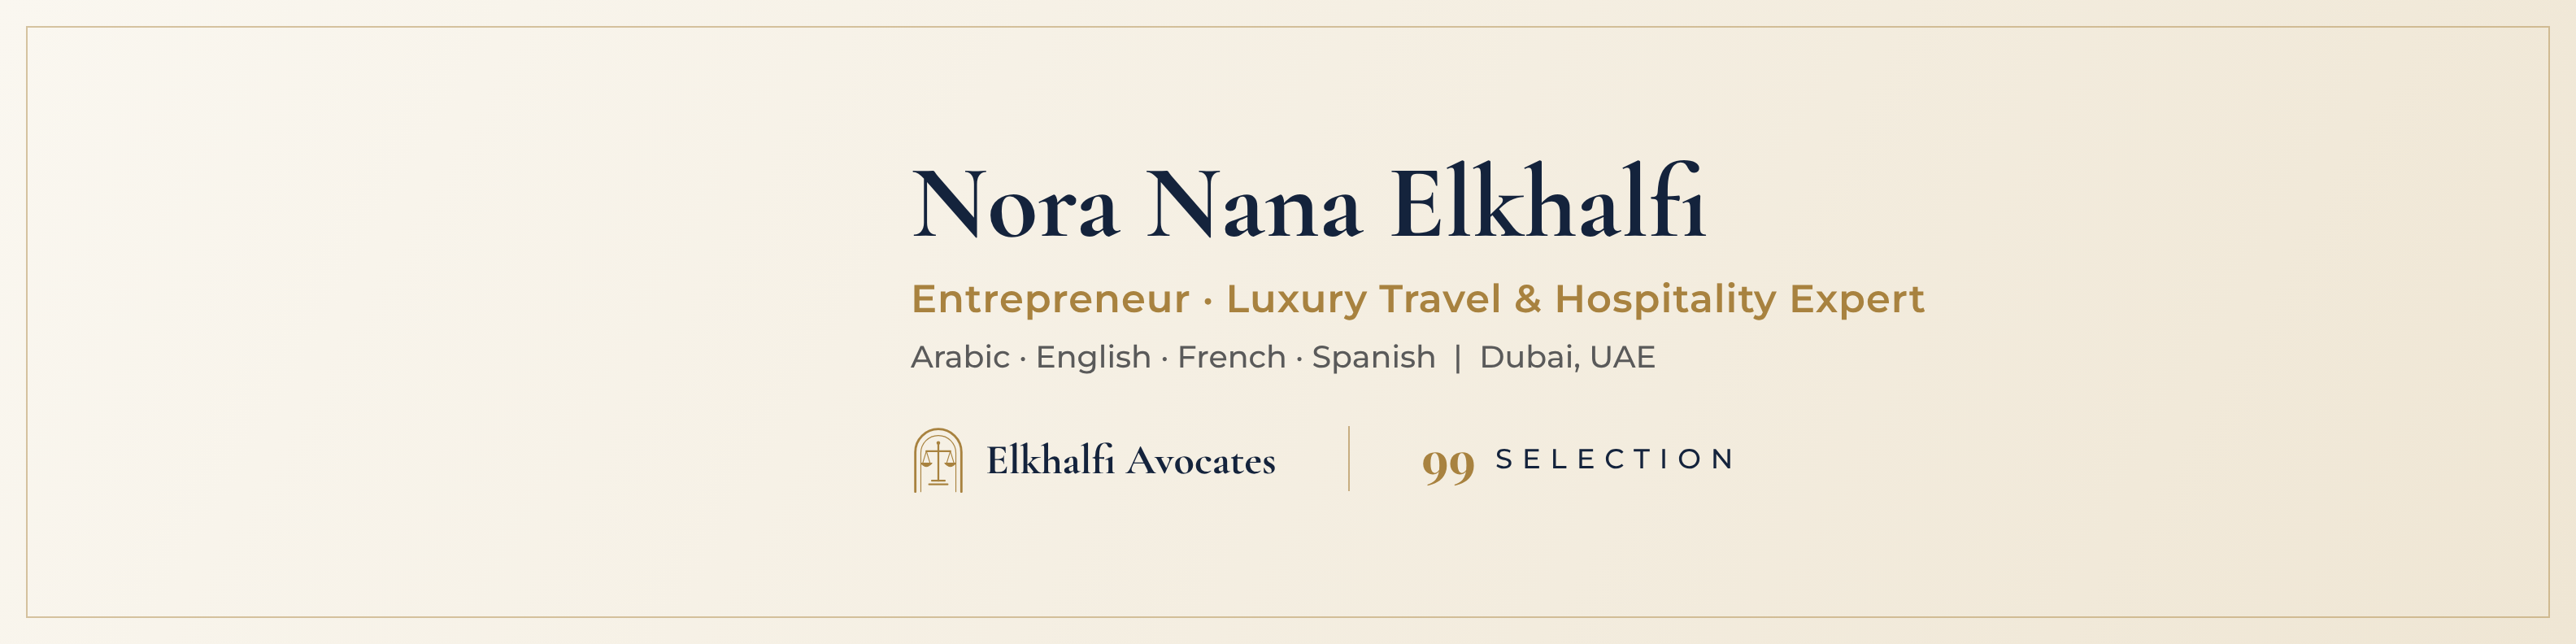 Nora Nana Elkhalfi
Entrepreneur · Luxury Travel & Hospitality Expert
Arabic · English · French · Spanish | Dubai, UAE
Elkhalfi Avocates
99 SELECTION